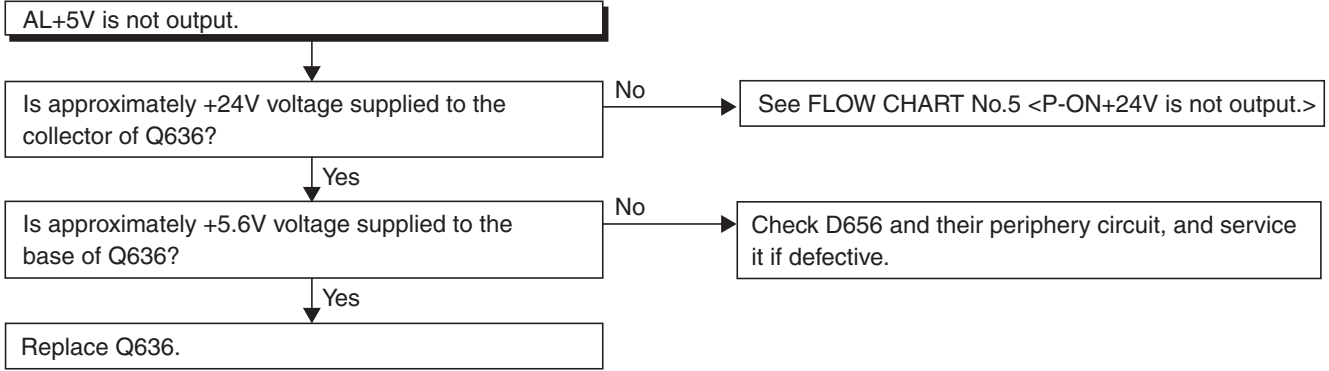 AL+5V is not output.
Is approximately +24V voltage supplied to the
collector of Q636?
No
See FLOW CHART No.5 <P-ON+24V is not output.>
Yes
Is approximately +5.6V voltage supplied to the
base of Q636?
No
Check D656 and their periphery circuit, and service
it if defective.
Yes
Replace Q636.